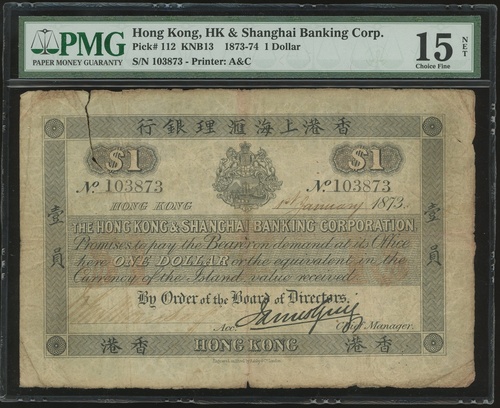 PMG
PAPER MONEY GUARANTY
Hong Kong, HK & Shanghai Banking Corp.
Pick# 112 KNB13 1873-74 1 Dollar
S/N 103873 - Printer: A&C
15 NET
Choice Fine
行銀理滙海上港香
$1 $1
No. 103873 No. 103873
HONG KONG 1st January 1873.
THE HONG KONG & SHANGHAI BANKING CORPORATION
Promises to pay the Bearer on demand at its Office
here ONE DOLLAR or the equivalent in the
Currency of the Island value received
By Order of the Board of Directors.
Acc. Chief Manager.
壹員 壹員
港香 HONG KONG 港香